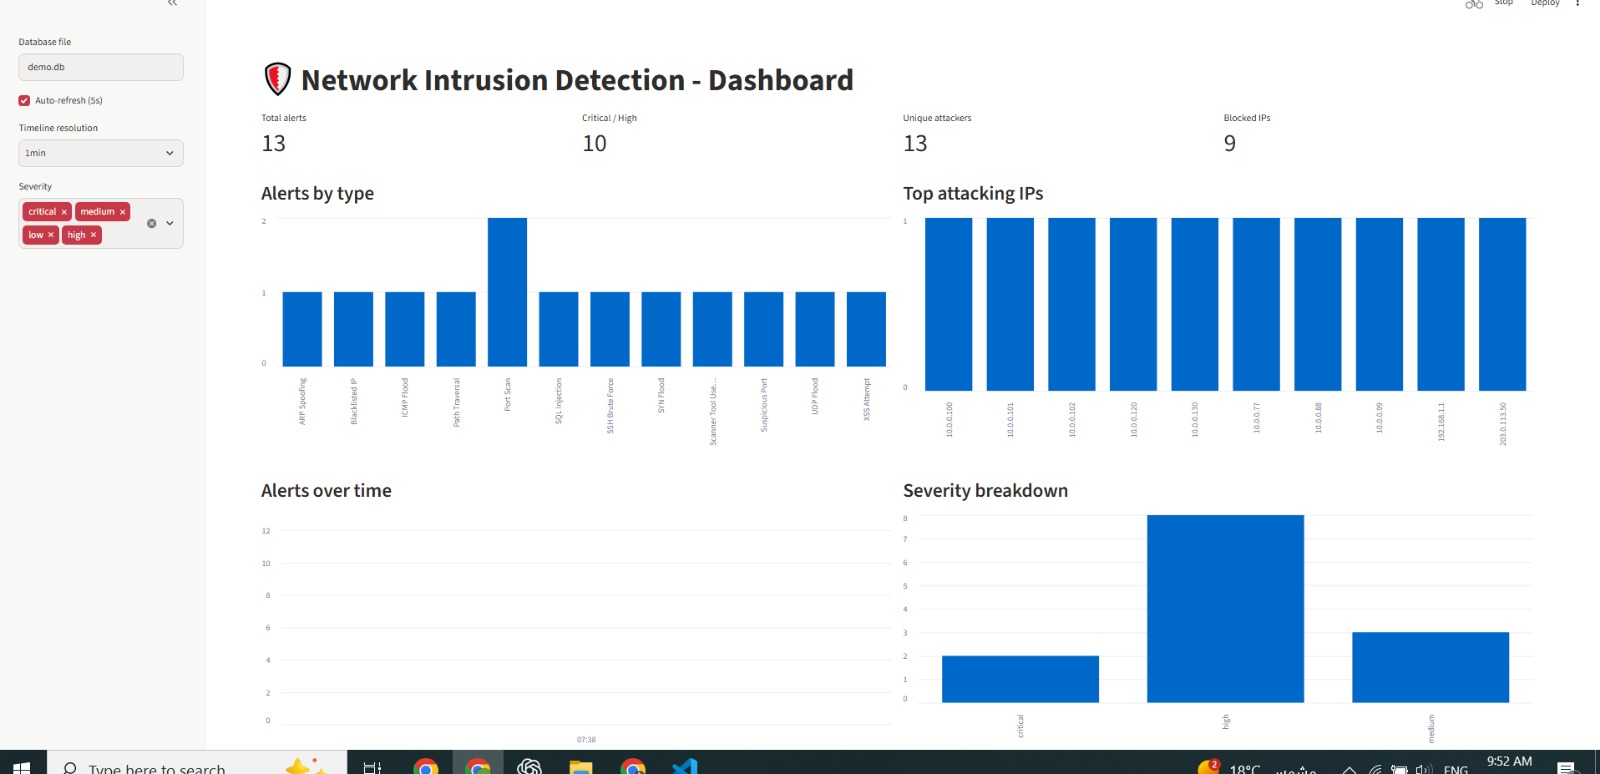 Stop
Deploy
Database file
demo.db
Auto-refresh (5s)
Timeline resolution
1min
Severity
critical ×
medium ×
low ×
high ×
Network Intrusion Detection - Dashboard
Total alerts
13
Critical / High
10
Unique attackers
13
Blocked IPs
9
Alerts by type
2
1
0
ARP Spoofing
Blacklisted IP
ICMP Flood
Path Traversal
Port Scan
SQL Injection
SSH Brute Force
SYN Flood
Scanner Tool Use...
Suspicious Port
UDP Flood
XSS Attempt
Top attacking IPs
1
0
10.0.0.100
10.0.0.101
10.0.0.102
10.0.0.120
10.0.0.130
10.0.0.77
10.0.0.88
10.0.0.99
192.168.1.1
203.0.113.50
Alerts over time
12
10
8
6
4
2
0
07:38
Severity breakdown
8
7
6
5
4
3
2
1
0
critical
high
medium
Type here to search
2
18°C
ENG
9:52 AM